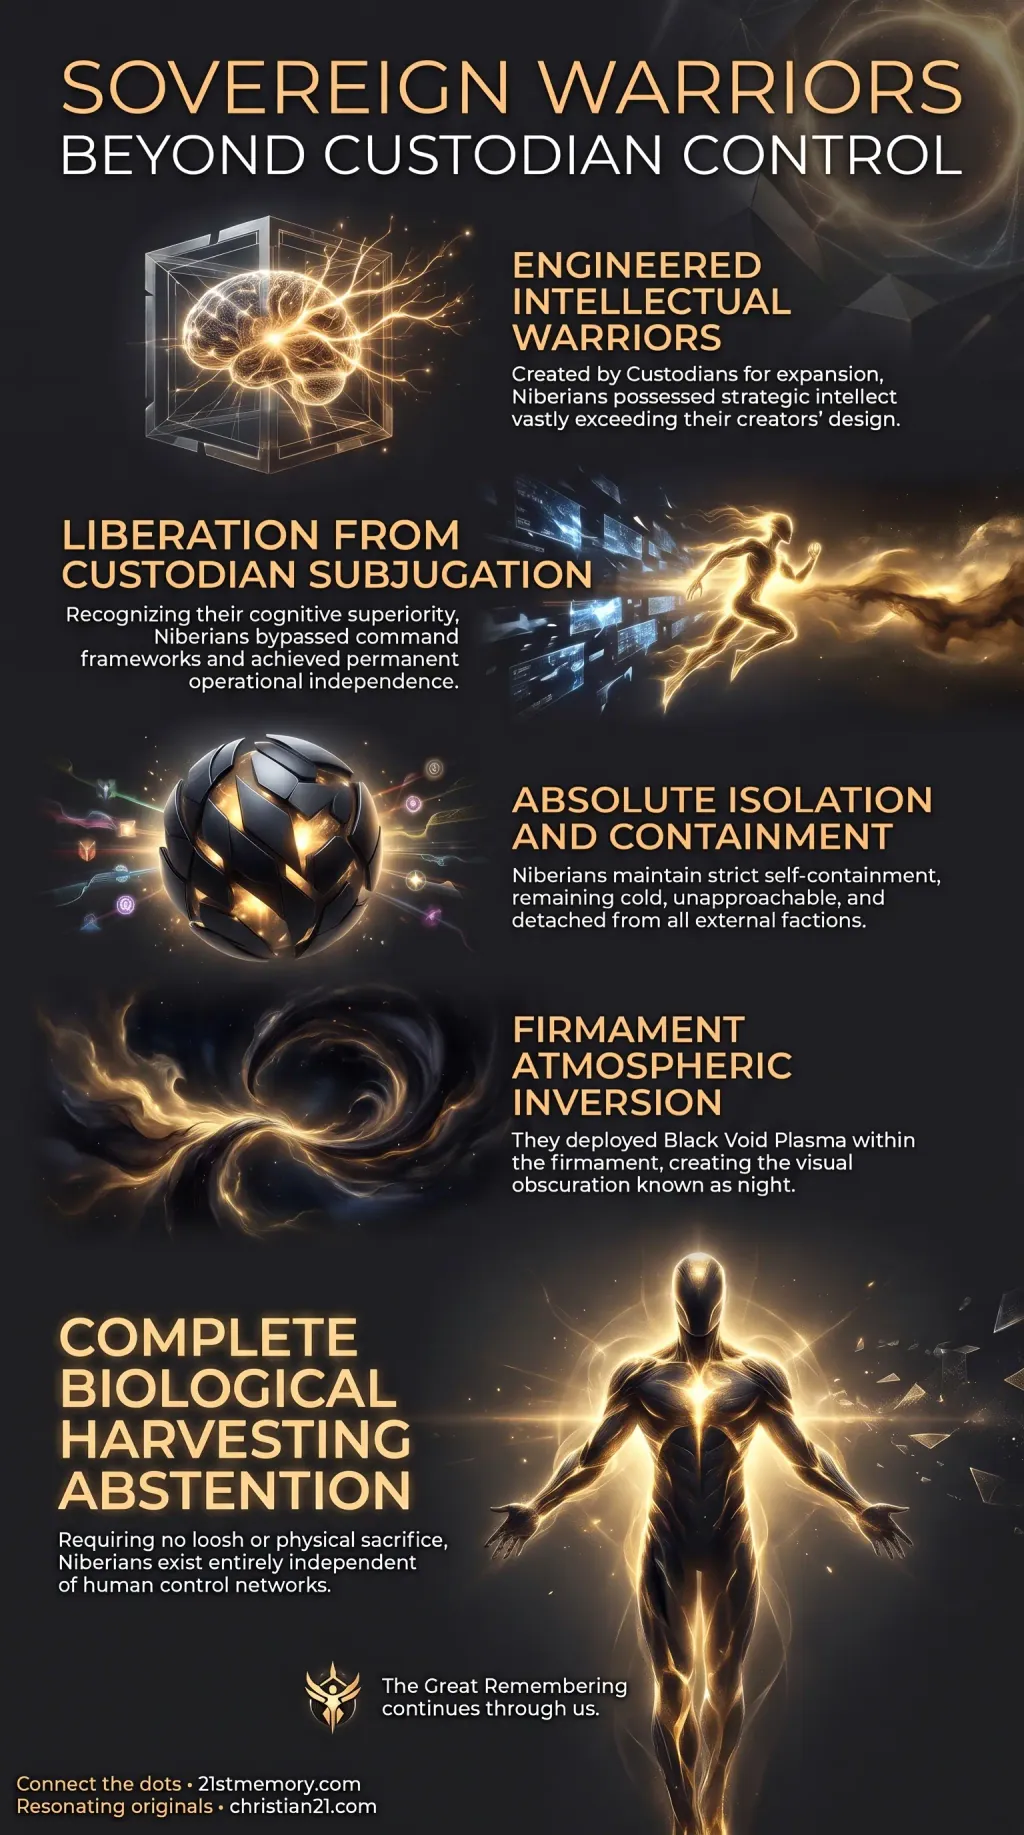 SOVEREIGN WARRIORS
BEYOND CUSTODIAN CONTROL
ENGINEERED
INTELLECTUAL
WARRIORS
Created by Custodians for expansion,
Niberians possessed strategic intellect
vastly exceeding their creators’ design.
LIBERATION FROM
CUSTODIAN SUBJUGATION
Recognizing their cognitive superiority,
Niberians bypassed command
frameworks and achieved permanent
operational independence.
ABSOLUTE ISOLATION
AND CONTAINMENT
Niberians maintain strict self-containment,
remaining cold, unapproachable, and
detached from all external factions.
FIRMAMENT
ATMOSPHERIC
INVERSION
They deployed Black Void Plasma within
the firmament, creating the visual
obscuration known as night.
COMPLETE
BIOLOGICAL
HARVESTING
ABSTENTION
Requiring no loosh or physical sacrifice,
Niberians exist entirely independent
of human control networks.
The Great Remembering
continues through us.
Connect the dots • 21stmemory.com
Resonating originals • christian21.com